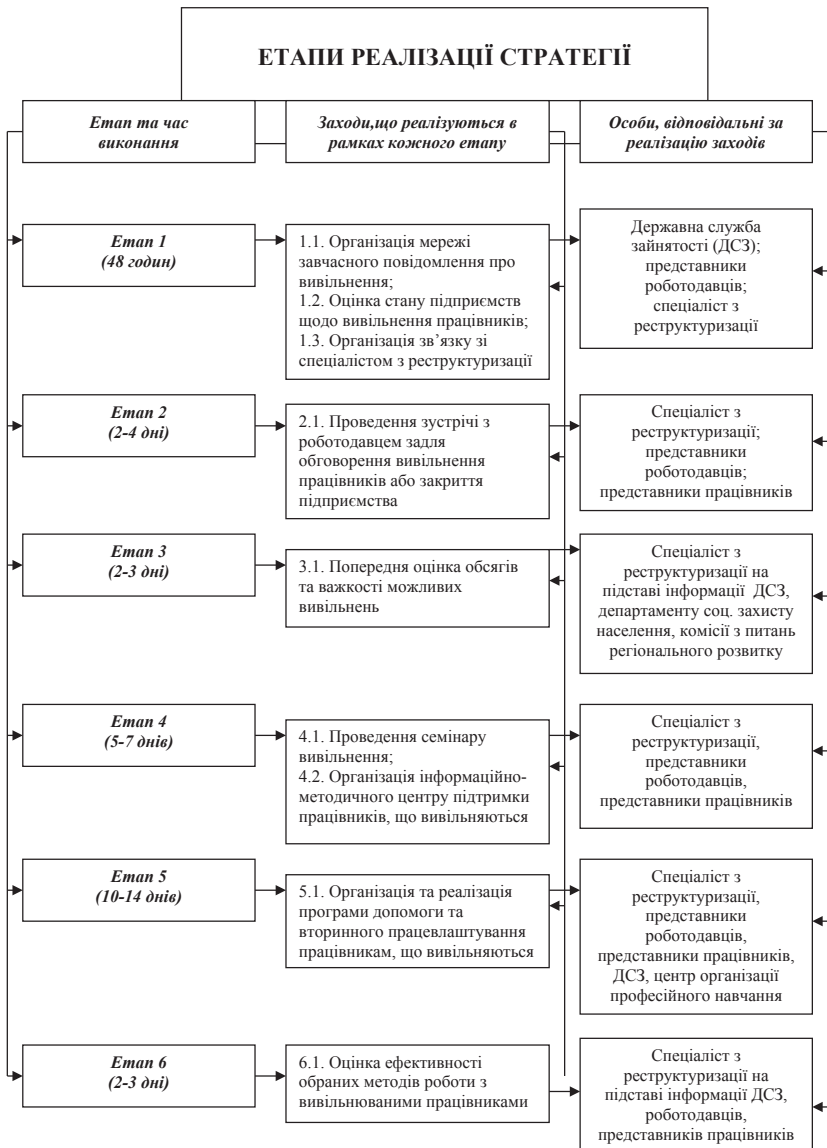 ЕТАПИ РЕАЛІЗАЦІЇ СТРАТЕГІЇ
Етап та час
виконання
Заходи,що реалізуються в
рамках кожного етапу
Особи, відповідальні за
реалізацію заходів
Етап 1
(48 годин)
1.1. Організація мережі
завчасного повідомлення про
вивільнення;
1.2. Оцінка стану підприємств
щодо вивільнення працівників;
1.3. Організація зв’язку зі
спеціалістом з реструктуризації
Державна служба
зайнятості (ДСЗ);
представники
роботодавців;
спеціаліст з
реструктуризації
Етап 2
(2-4 дні)
2.1. Проведення зустрічі з
роботодавцем задля
обговорення вивільнення
працівників або закриття
підприємства
Спеціаліст з
реструктуризації;
представники
роботодавців;
представники працівників
Етап 3
(2-3 дні)
3.1. Попередня оцінка обсягів
та важкості можливих
вивільнень
Спеціаліст з
реструктуризації на
підставі інформації ДСЗ,
департаменту соц. захисту
населення, комісії з питань
регіонального розвитку
Етап 4
(5-7 днів)
4.1. Проведення семінару
вивільнення;
4.2. Організація інформаційно-
методичного центру підтримки
працівників, що вивільняються
Спеціаліст з
реструктуризації,
представники
роботодавців,
представники працівників
Етап 5
(10-14 днів)
5.1. Організація та реалізація
програми допомоги та
вторинного працевлаштування
працівникам, що вивільняються
Спеціаліст з
реструктуризації,
представники
роботодавців,
представники працівників,
ДСЗ, центр організації
професійного навчання
Етап 6
(2-3 дні)
6.1. Оцінка ефективності
обраних методів роботи з
вивільнюваними працівниками
Спеціаліст з
реструктуризації на
підставі інформації ДСЗ,
роботодавців,
представників працівників